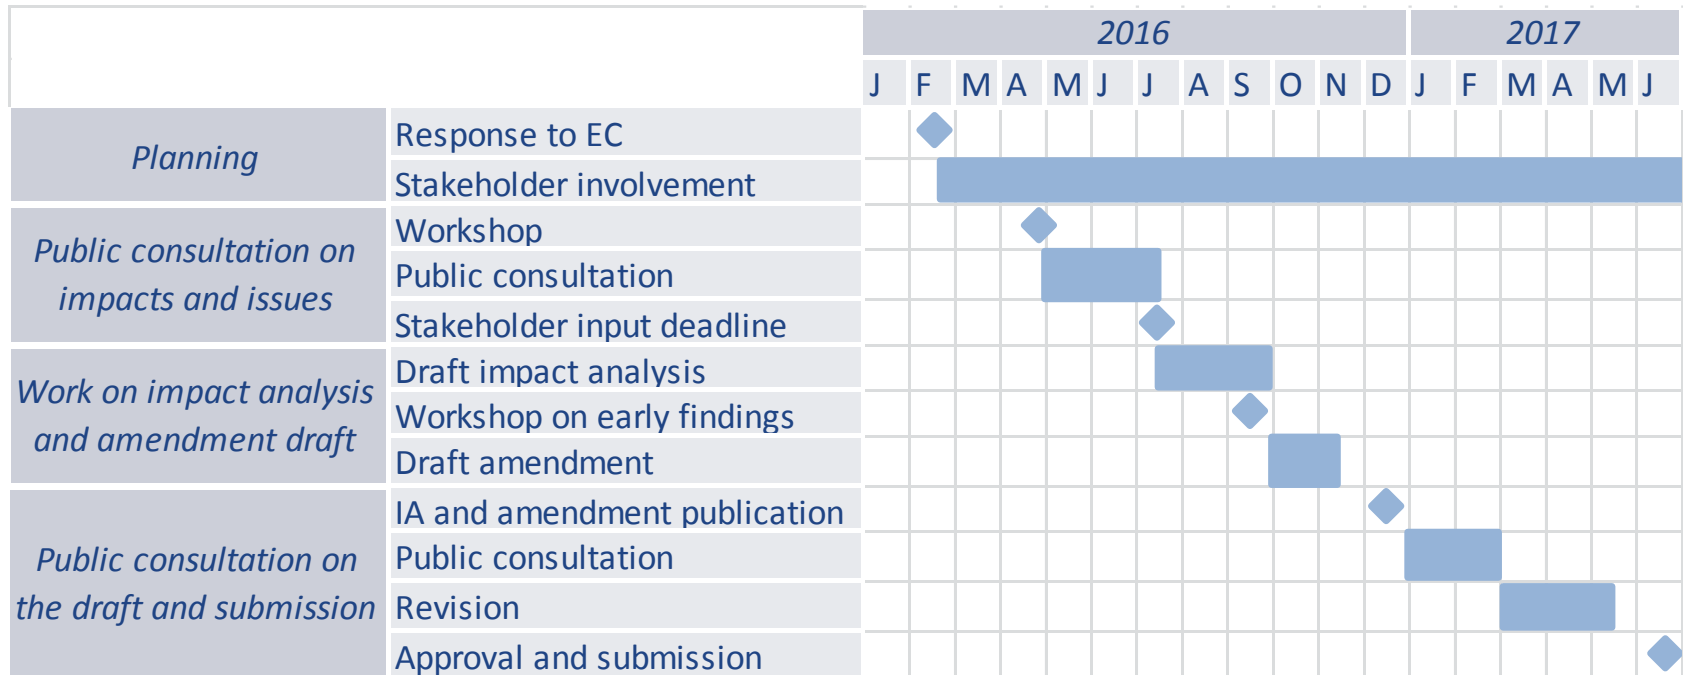 2016 2017
J F M A M J J A S O N D J F M A M J
Planning
Response to EC
Stakeholder involvement
Public consultation on
impacts and issues
Workshop
Public consultation
Stakeholder input deadline
Work on impact analysis
and amendment draft
Draft impact analysis
Workshop on early findings
Draft amendment
Public consultation on
the draft and submission
IA and amendment publication
Public consultation
Revision
Approval and submission